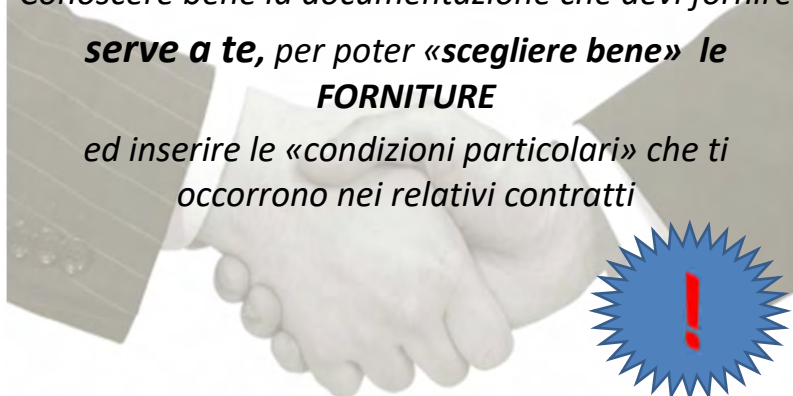 Conoscere bene la documentazione che devi fornire
serve a te, per poter «scegliere bene» le
FORNITURE
ed inserire le «condizioni particolari» che ti
occorrono nei relativi contratti
!